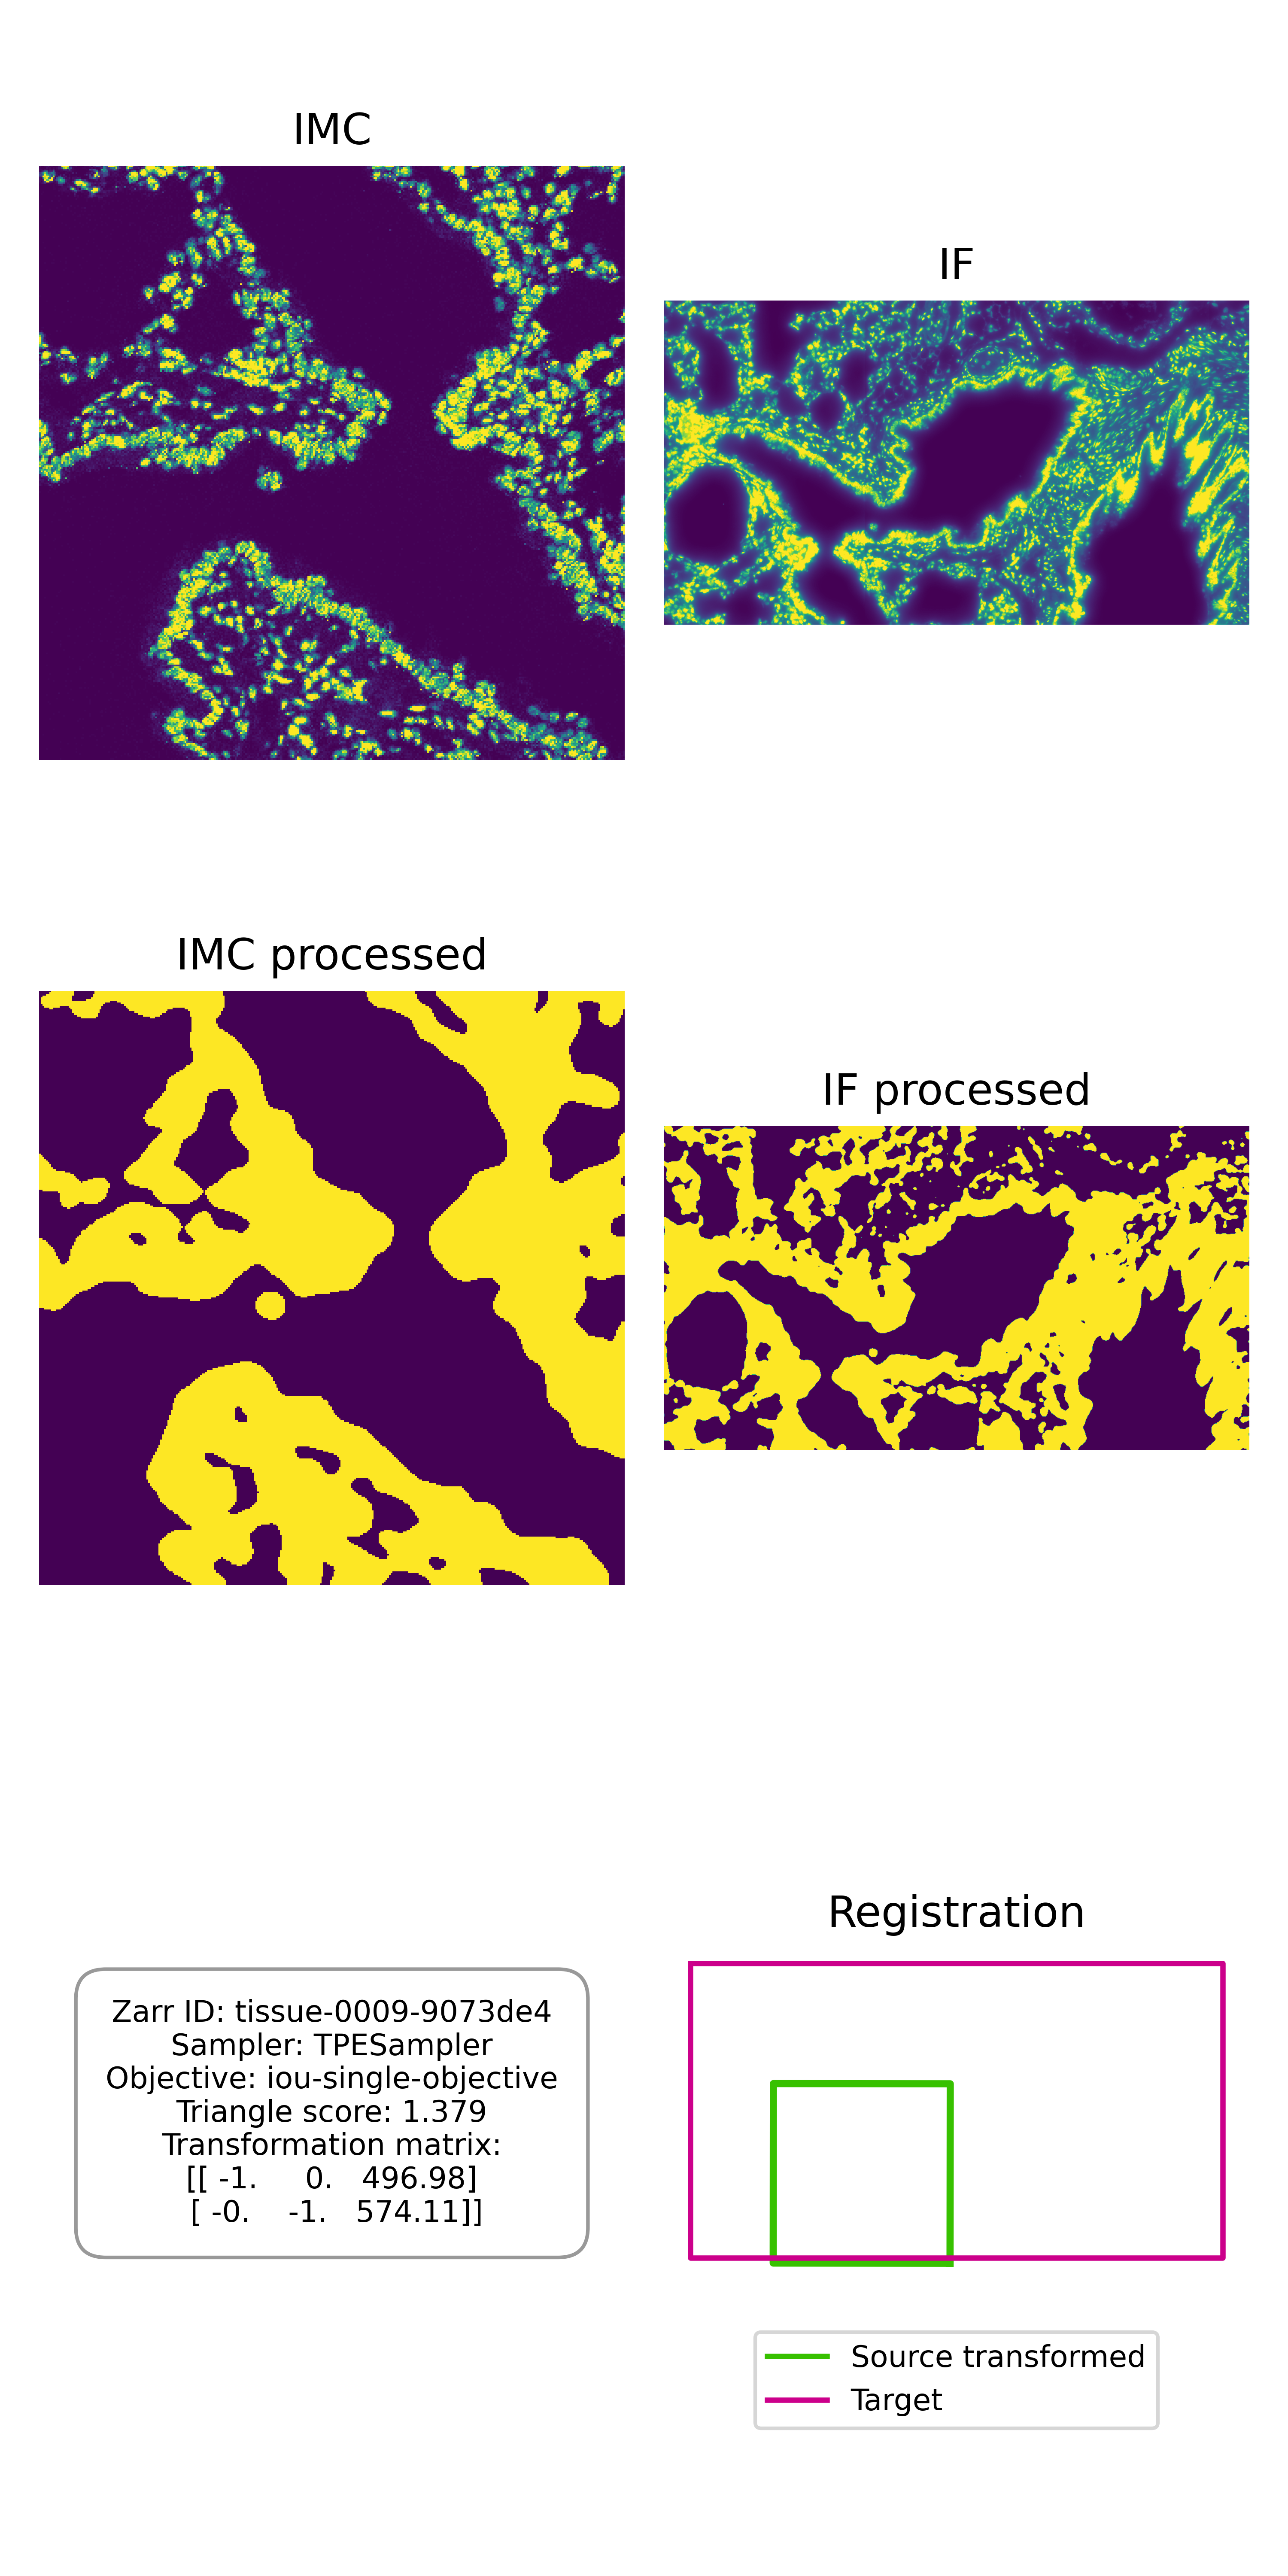 IMC
IF
IMC processed
IF processed
Registration
Zarr ID: tissue-0009-9073de4
Sampler: TPESampler
Objective: iou-single-objective
Triangle score: 1.379
Transformation matrix:
[[ -1. 0. 496.98]
[ -0. -1. 574.11]]
Source transformed
Target